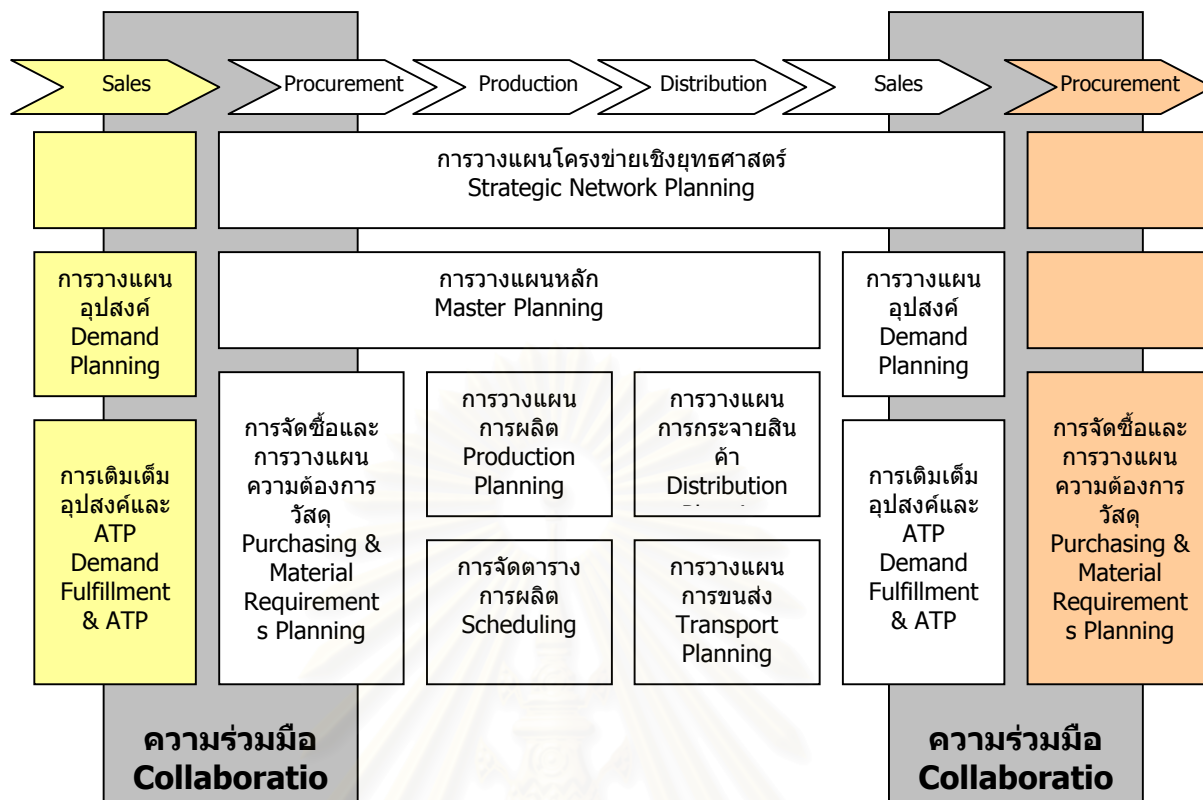 Sales
Procurement
Production
Distribution
Sales
Procurement
การวางแผนโครงข่ายเชิงยุทธศาสตร์
Strategic Network Planning
การวางแผน
อุปสงค์
Demand
Planning
การวางแผนหลัก
Master Planning
การวางแผน
อุปสงค์
Demand
Planning
การเติมเต็ม
อุปสงค์และ
ATP
Demand
Fulfillment
& ATP
การจัดซื้อและ
การวางแผน
ความต้องการ
วัสดุ
Purchasing &
Material
Requirement
s Planning
การวางแผน
การผลิต
Production
Planning
การวางแผน
การกระจายสิน
ค้า
Distribution
การจัดตาราง
การผลิต
Scheduling
การวางแผน
การขนส่ง
Transport
Planning
การเติมเต็ม
อุปสงค์และ
ATP
Demand
Fulfillment
& ATP
การจัดซื้อและ
การวางแผน
ความต้องการ
วัสดุ
Purchasing &
Material
Requirement
s Planning
ความร่วมมือ
Collaboratio
ความร่วมมือ
Collaboratio